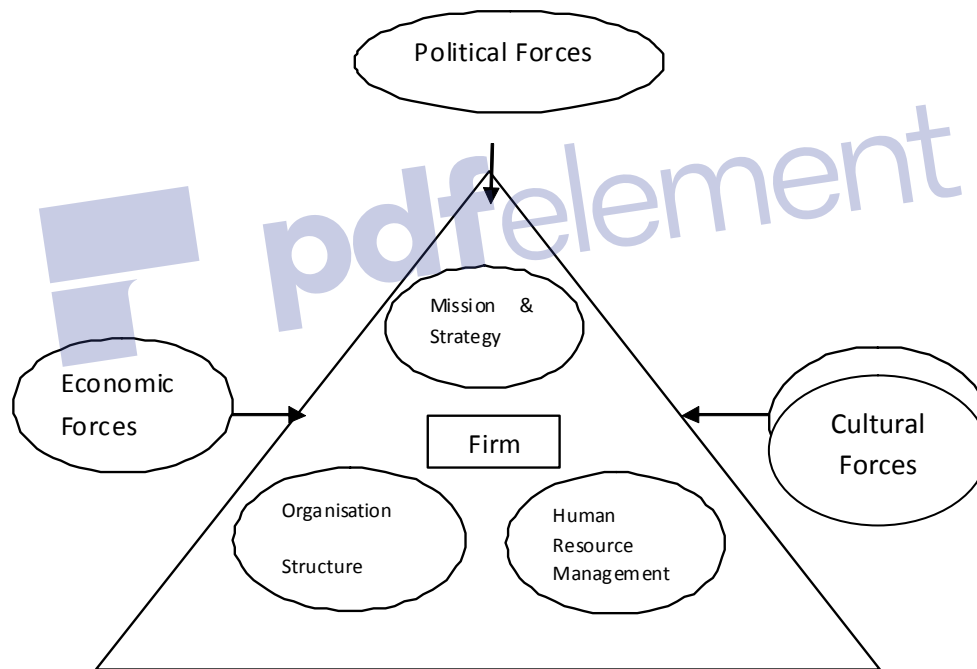 Political Forces
pdfelement
Mission & Strategy
Economic
Forces
Firm
Cultural
Forces
Organisation
Structure
Human
Resource
Management